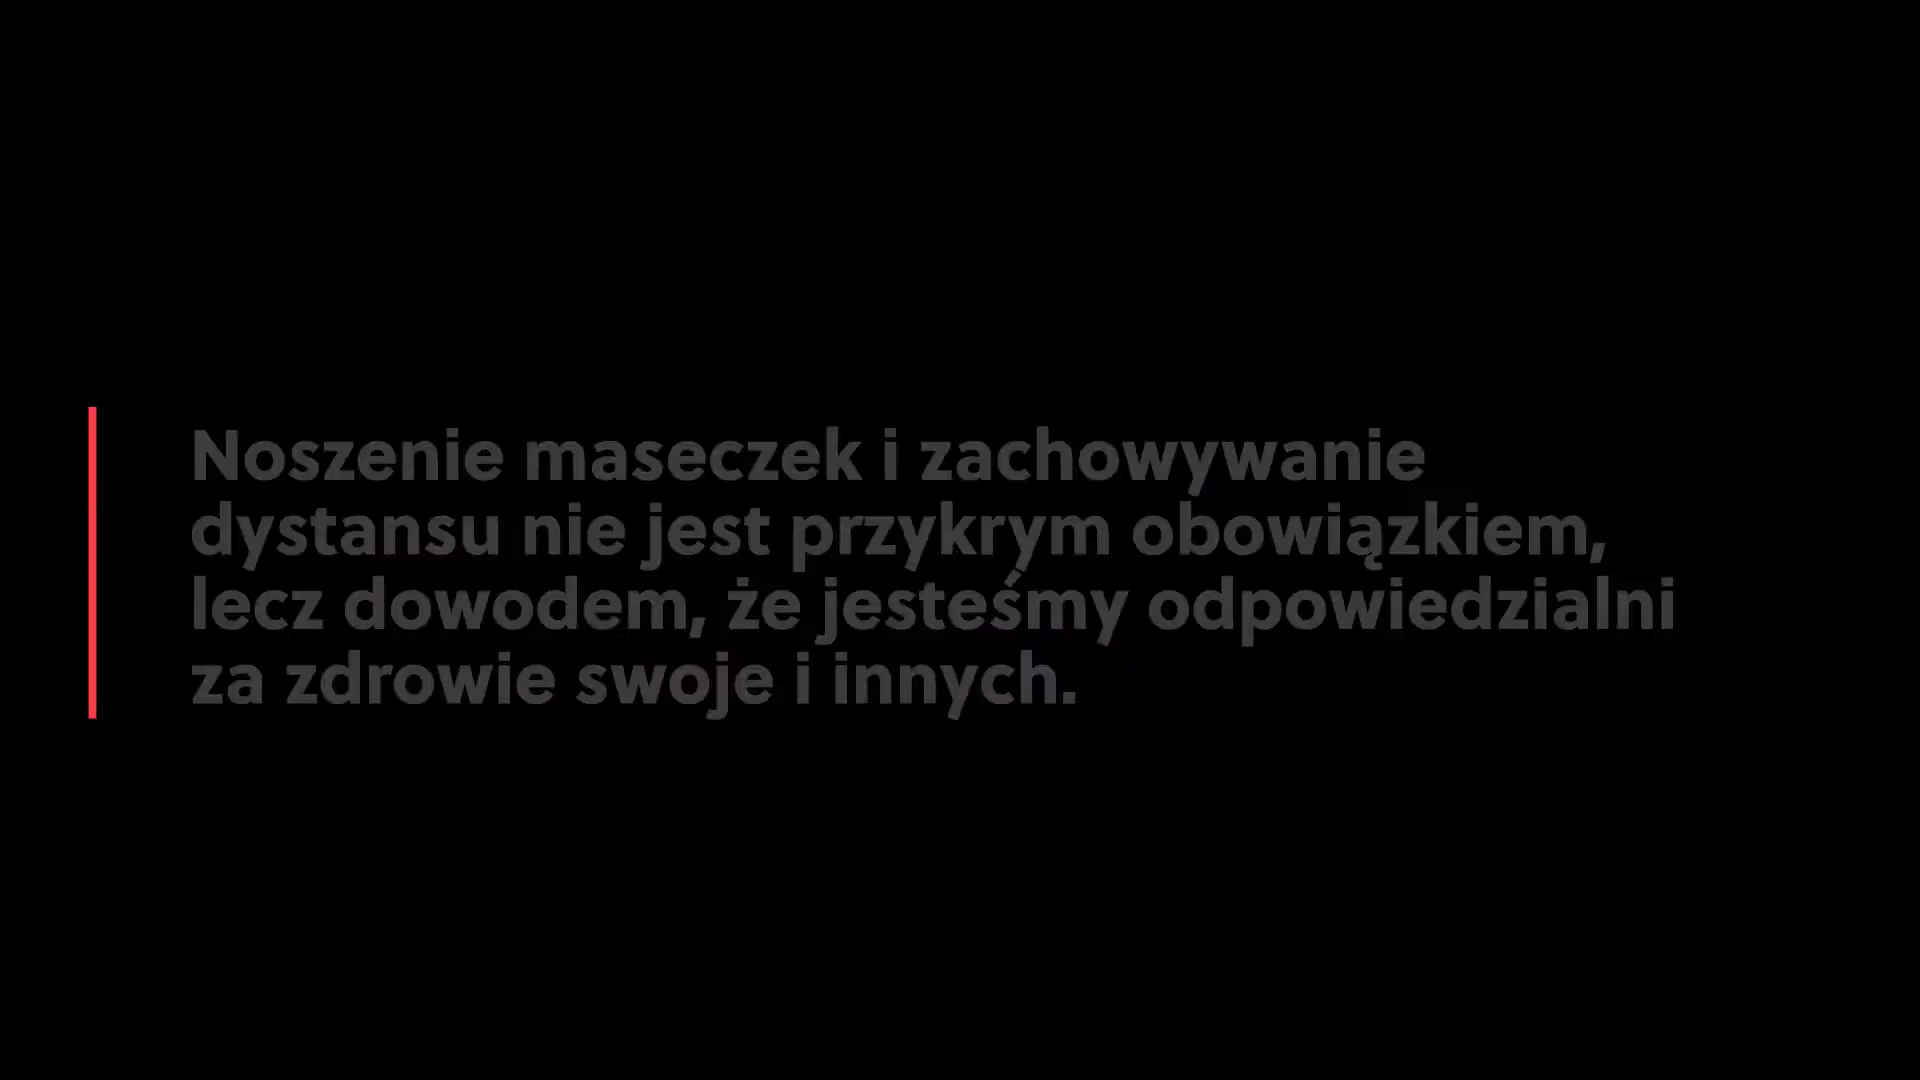 Noszenie maseczek i zachowywanie
dystansu nie jest przykrym obowiązkiem,
lecz dowodem, że jesteśmy odpowiedzialni
za zdrowie swoje i innych.